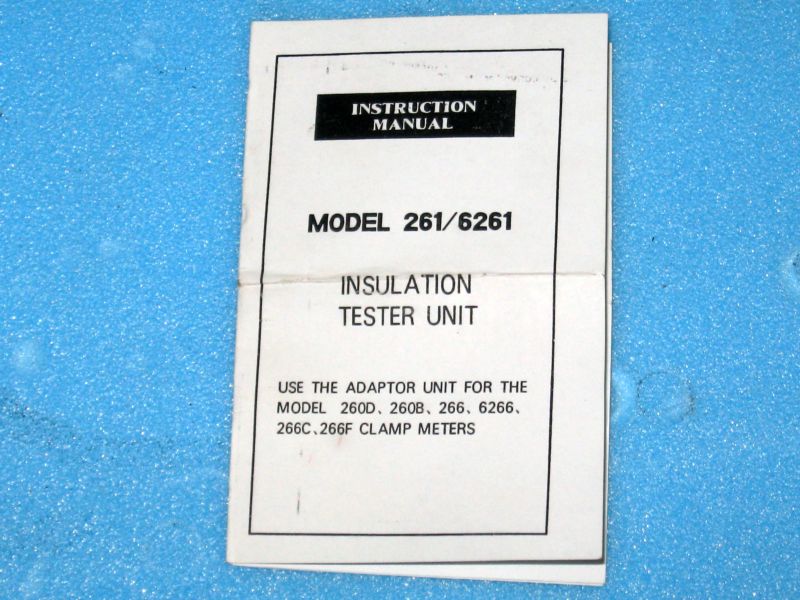 INSTRUCTION
MANUAL
MODEL 261/6261
INSULATION
TESTER UNIT
USE THE ADAPTOR UNIT FOR THE
MODEL 260D、260B、266、6266、
266C、266F CLAMP METERS